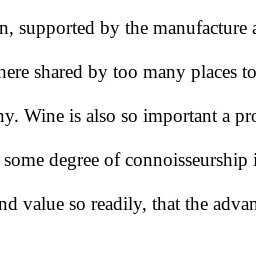 n, supported by the manufacture a
here shared by too many places to
ny. Wine is also so important a pro
some degree of connoisseurship i
nd value so readily, that the advan